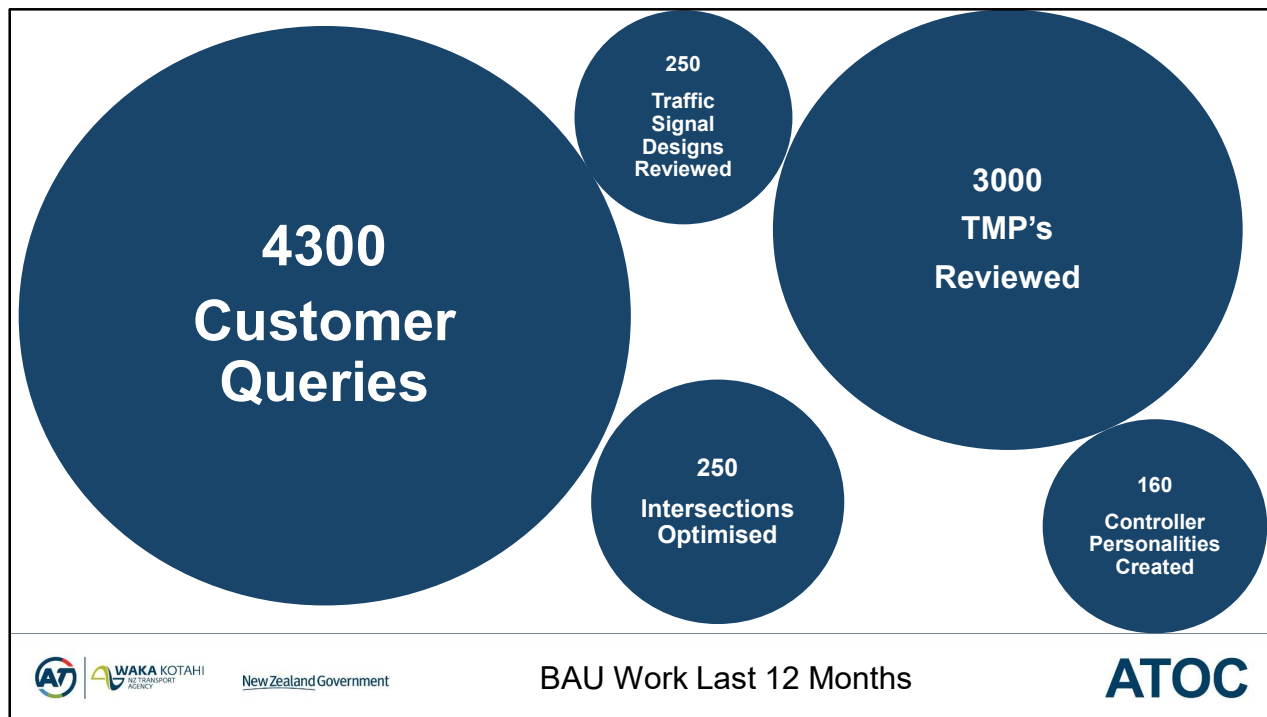 4300
Customer
Queries
250
Traffic
Signal
Designs
Reviewed
3000
TMP's
Reviewed
250
Intersections
Optimised
160
Controller
Personalities
Created
AT
WAKA KOTAHI
NZ TRANSPORT
AGENCY
New Zealand Government
BAU Work Last 12 Months
ATOC